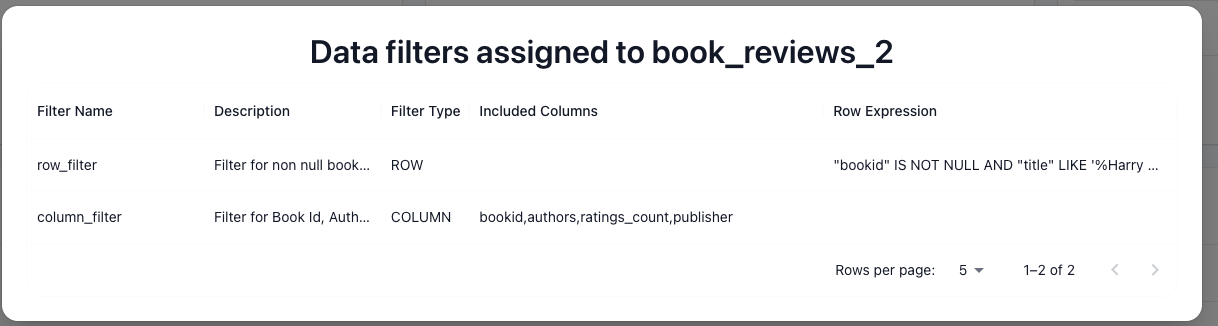 Data filters assigned to book_reviews_2
Filter Name Description Filter Type Included Columns Row Expression
row_filter Filter for non null book... ROW "bookid" IS NOT NULL AND "title" LIKE '%Harry ...
column_filter Filter for Book Id, Auth... COLUMN bookid,authors,ratings_count,publisher
Rows per page: 5 1–2 of 2